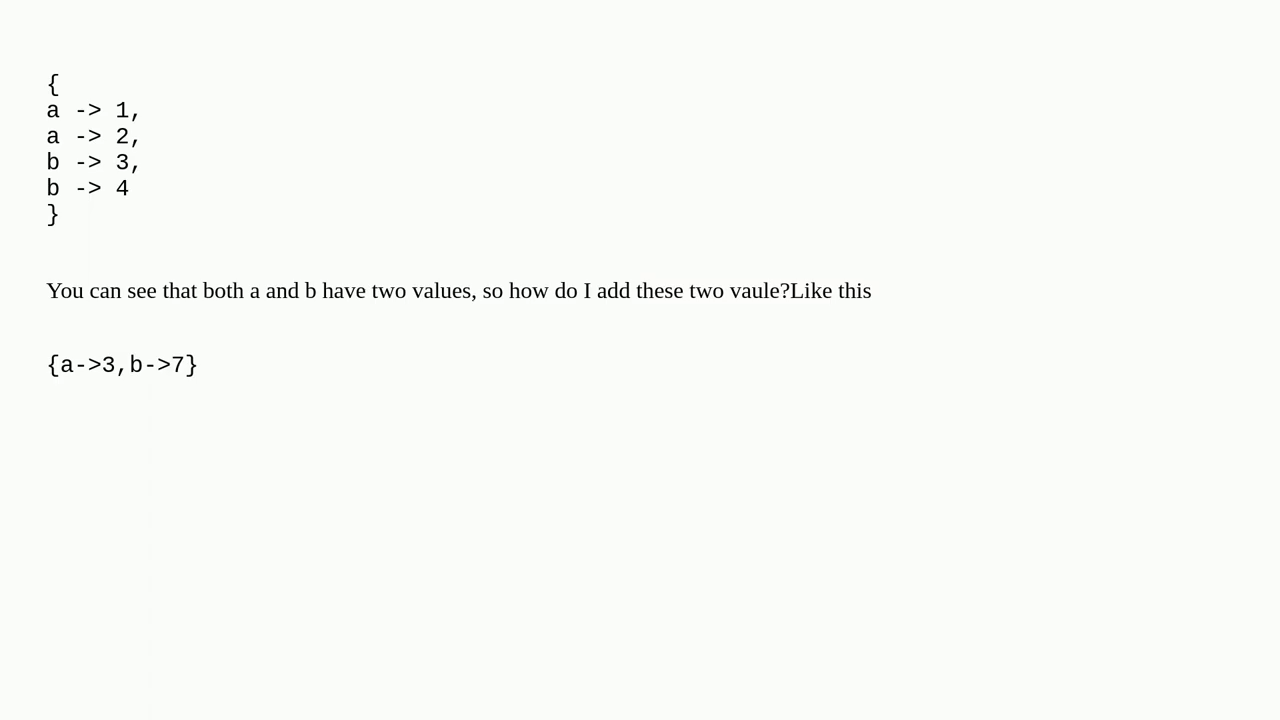 {
a -> 1,
a -> 2,
b -> 3,
b -> 4
}
You can see that both a and b have two values, so how do I add these two vaule?Like this
{a->3,b->7}